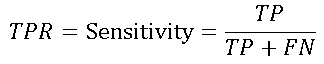 TPR = Sensitivity = TP / (TP + FN)